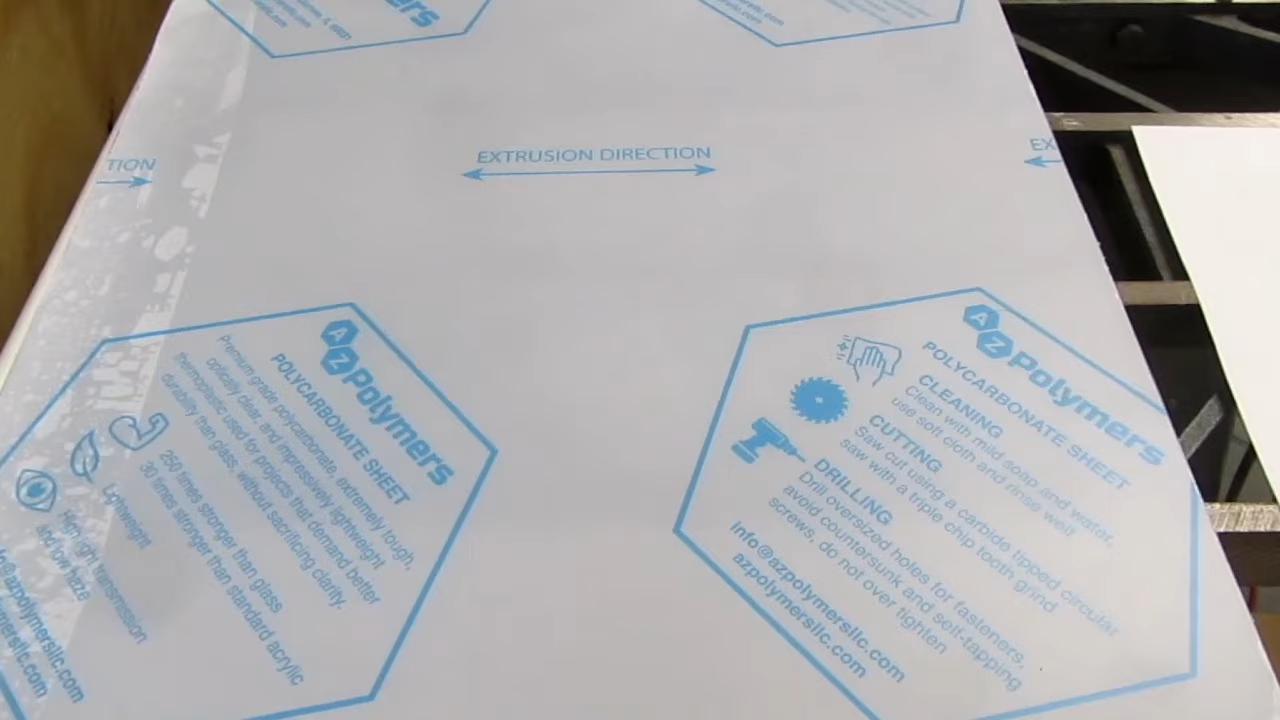 Polymers
TION
EXTRUSION DIRECTION
EX
AZ Polymers
POLYCARBONATE SHEET
Premium grade polycarbonate, extremely tough,
optically clear, and impressively lightweight
thermoplastic used for projects that demand better
durability than glass, without sacrificing clarity.
250 times stronger than glass
30 times stronger than standard acrylic
Lightweight
High light transmission
and low haze
azpolymersllc.com
AZ Polymers
POLYCARBONATE SHEET
CLEANING
Clean with mild soap and water,
use soft cloth and rinse well
CUTTING
Saw cut using a carbide tipped circular
saw with a triple chip tooth grind
DRILLING
Drill oversized holes for fasteners,
avoid countersunk and self-tapping
screws, do not over tighten
Info@azpolymersllc.com
azpolymersllc.com